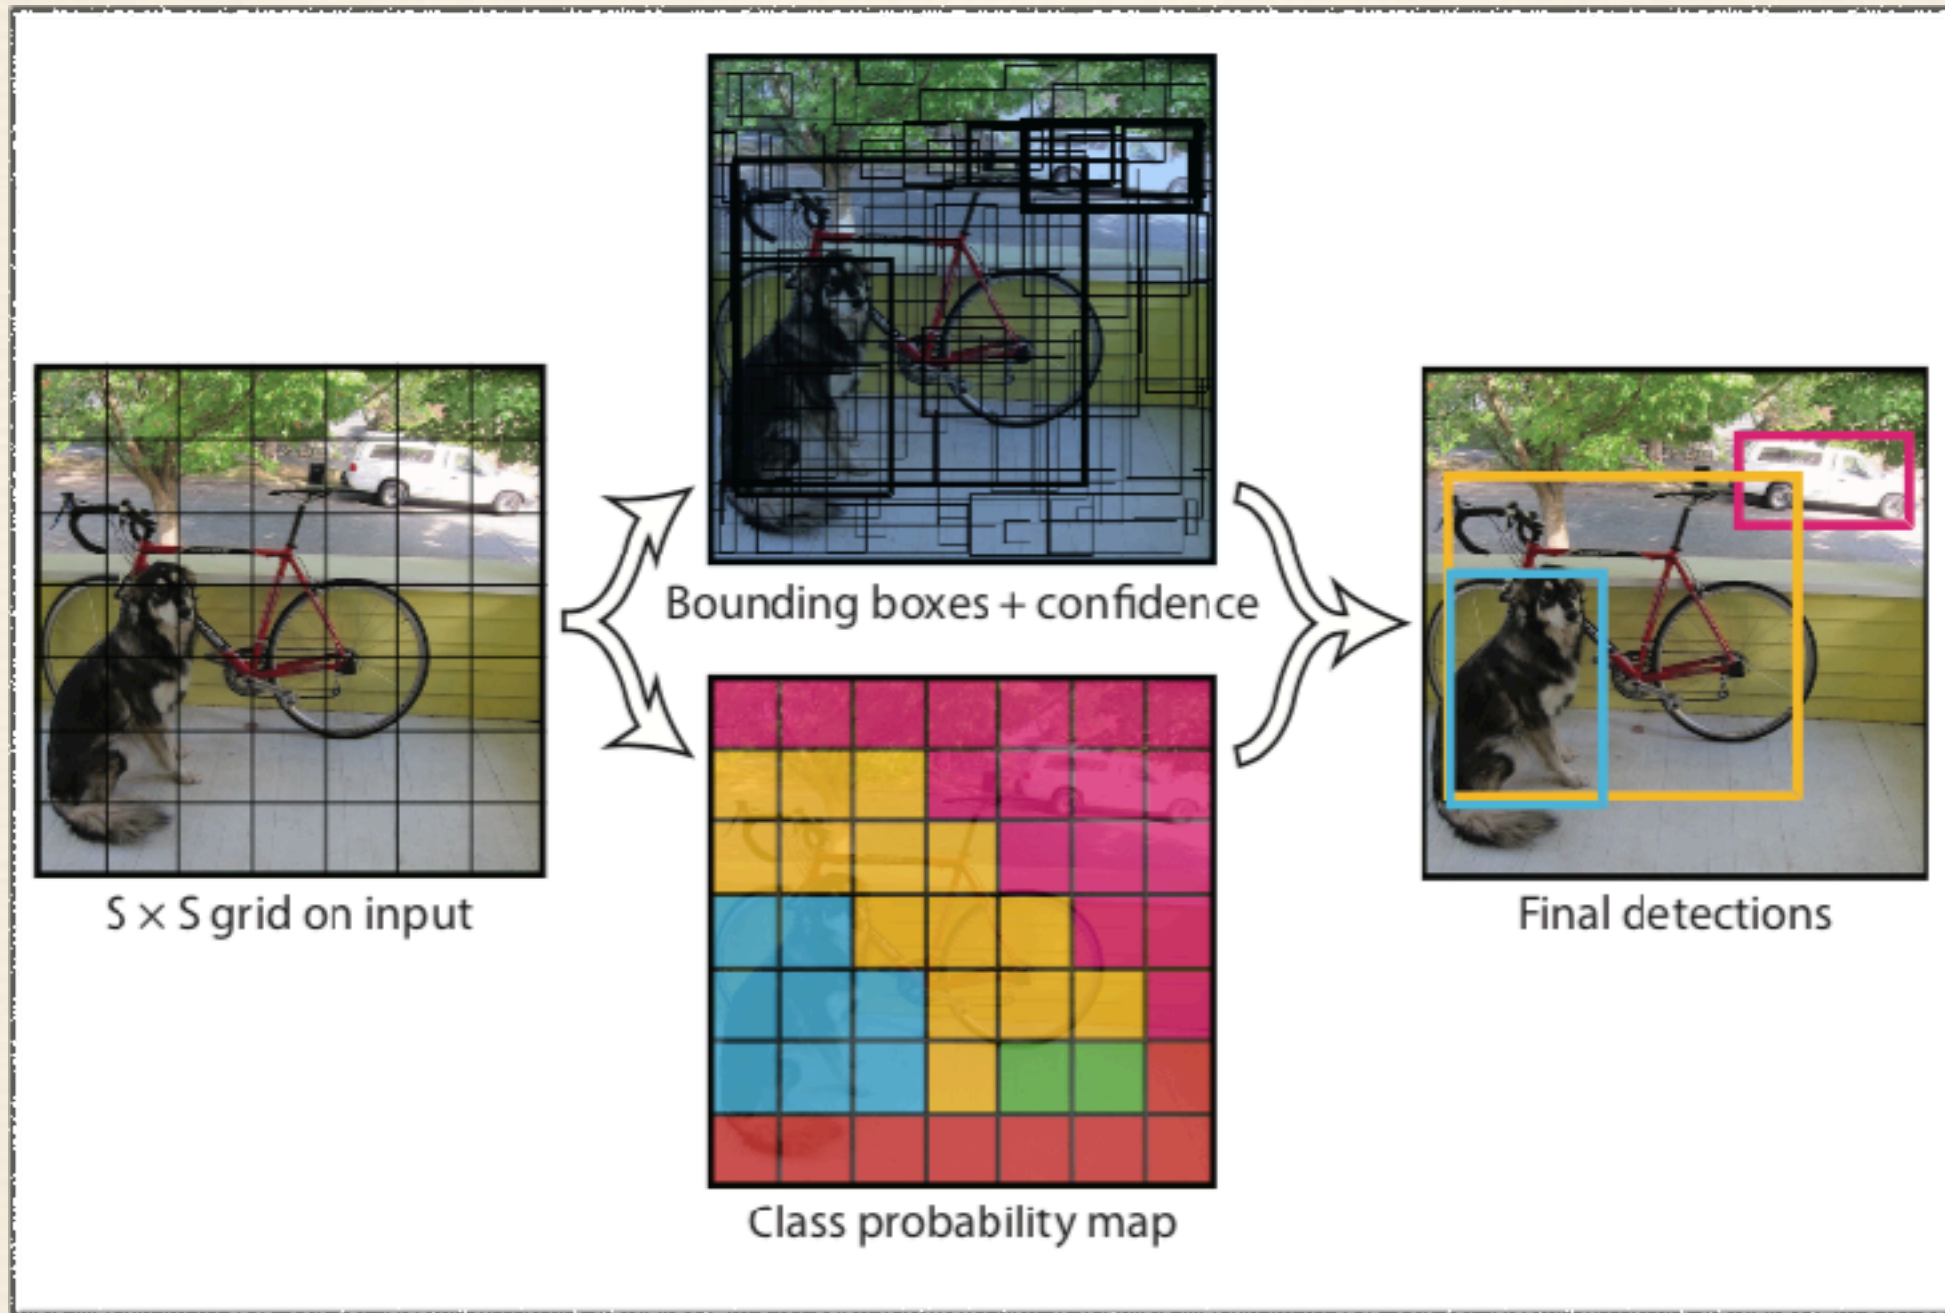 Bounding boxes + confidence
S × S grid on input
Final detections
Class probability map